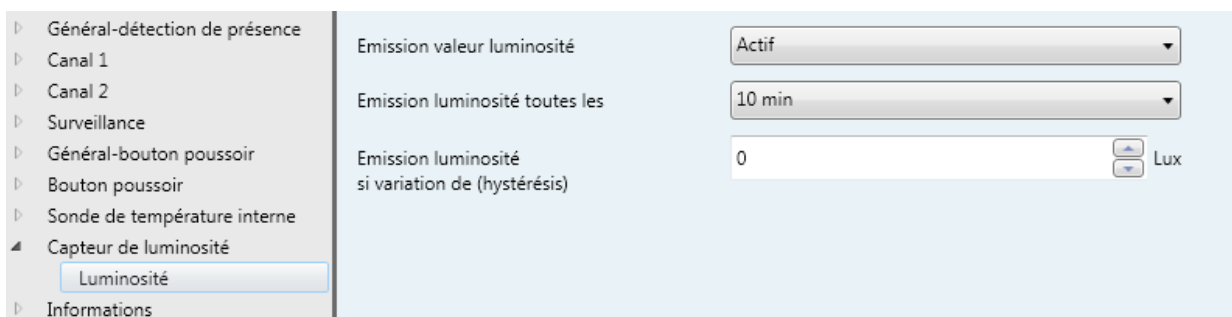 Général-détection de présence
Canal 1
Canal 2
Surveillance
Général-bouton poussoir
Bouton poussoir
Sonde de température interne
Capteur de luminosité
Luminosité
Informations
Emission valeur luminosité
Actif
Emission luminosité toutes les
10 min
Emission luminosité
si variation de (hystérésis)
0
Lux